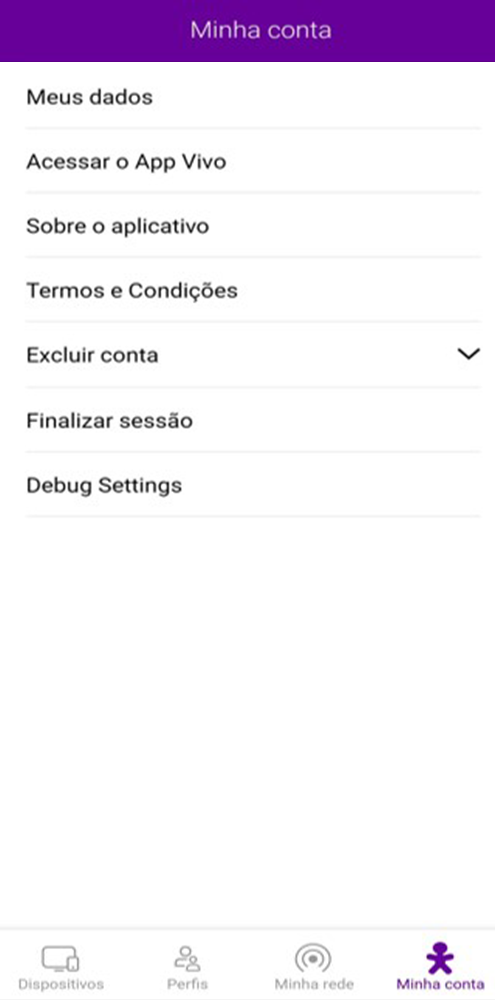 Minha conta
Meus dados
Acessar o App Vivo
Sobre o aplicativo
Termos e Condições
Excluir conta
Finalizar sessão
Debug Settings
Dispositivos
Perfis
Minha rede
Minha conta